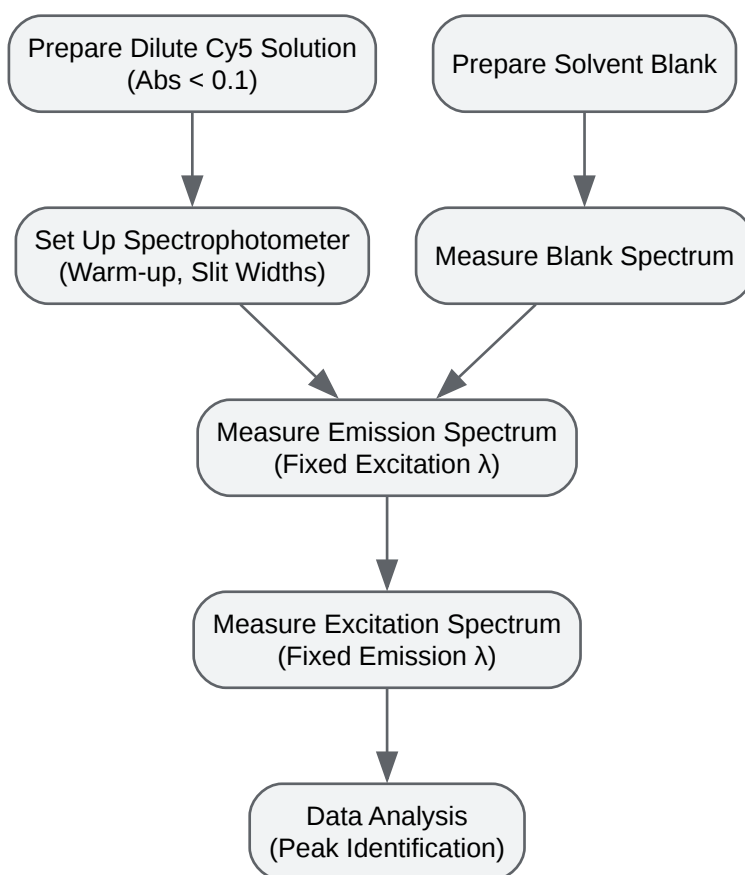 Prepare Dilute Cy5 Solution
(Abs < 0.1)
Prepare Solvent Blank
Set Up Spectrophotometer
(Warm-up, Slit Widths)
Measure Blank Spectrum
Measure Emission Spectrum
(Fixed Excitation λ)
Measure Excitation Spectrum
(Fixed Emission λ)
Data Analysis
(Peak Identification)